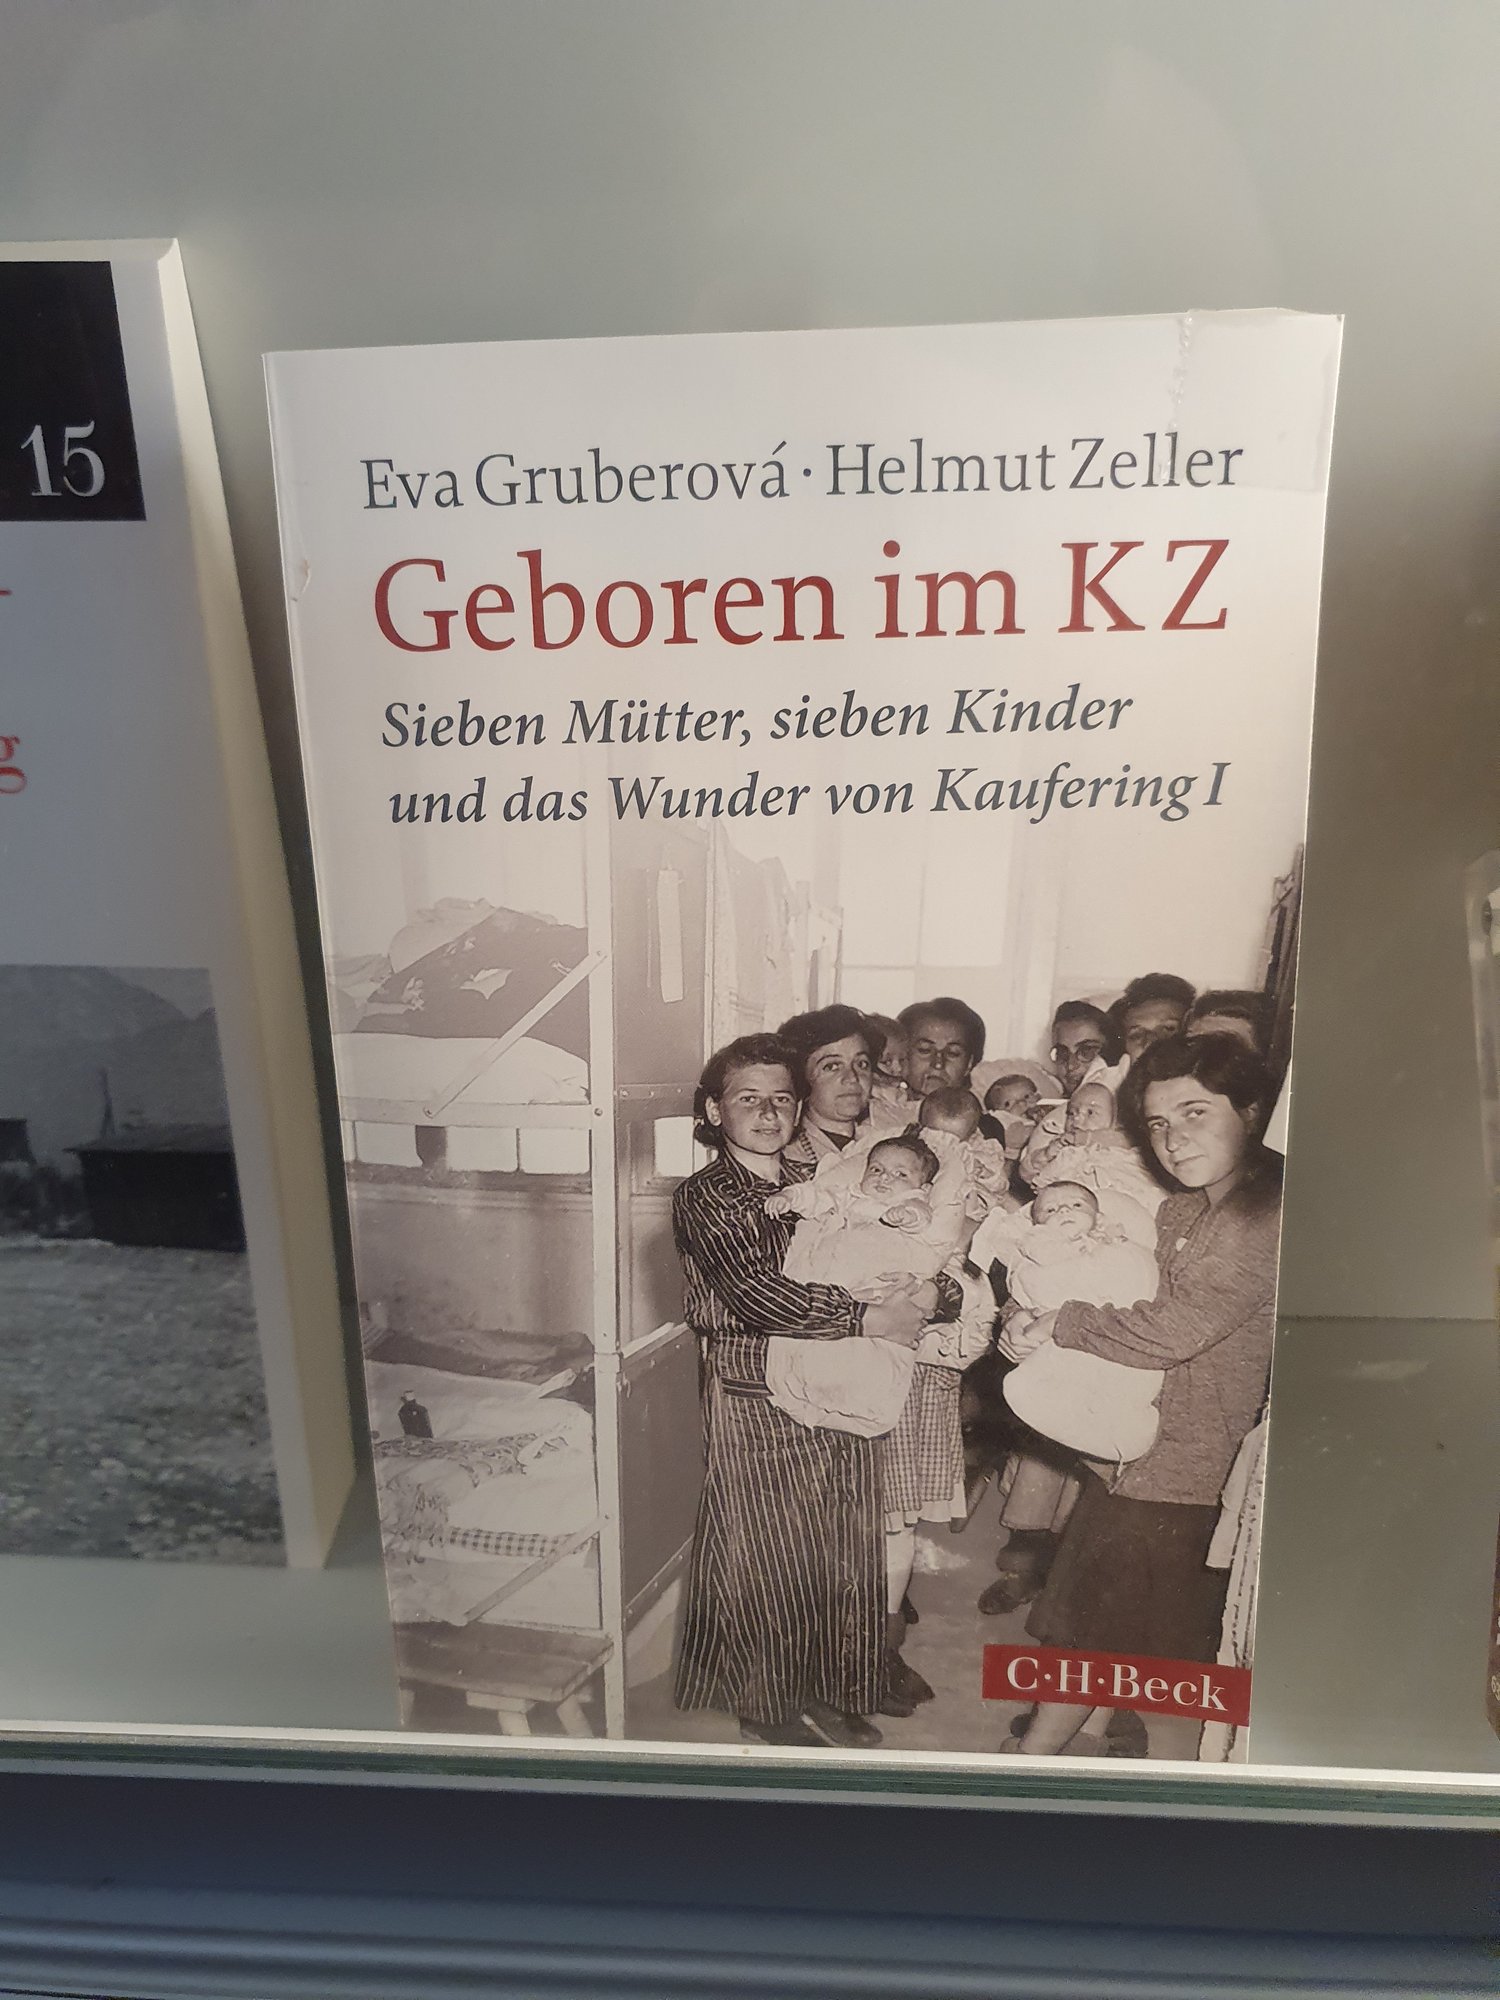 15
Eva Gruberová · Helmut Zeller
Geboren im KZ
Sieben Mütter, sieben Kinder
und das Wunder von Kaufering I
C·H·Beck